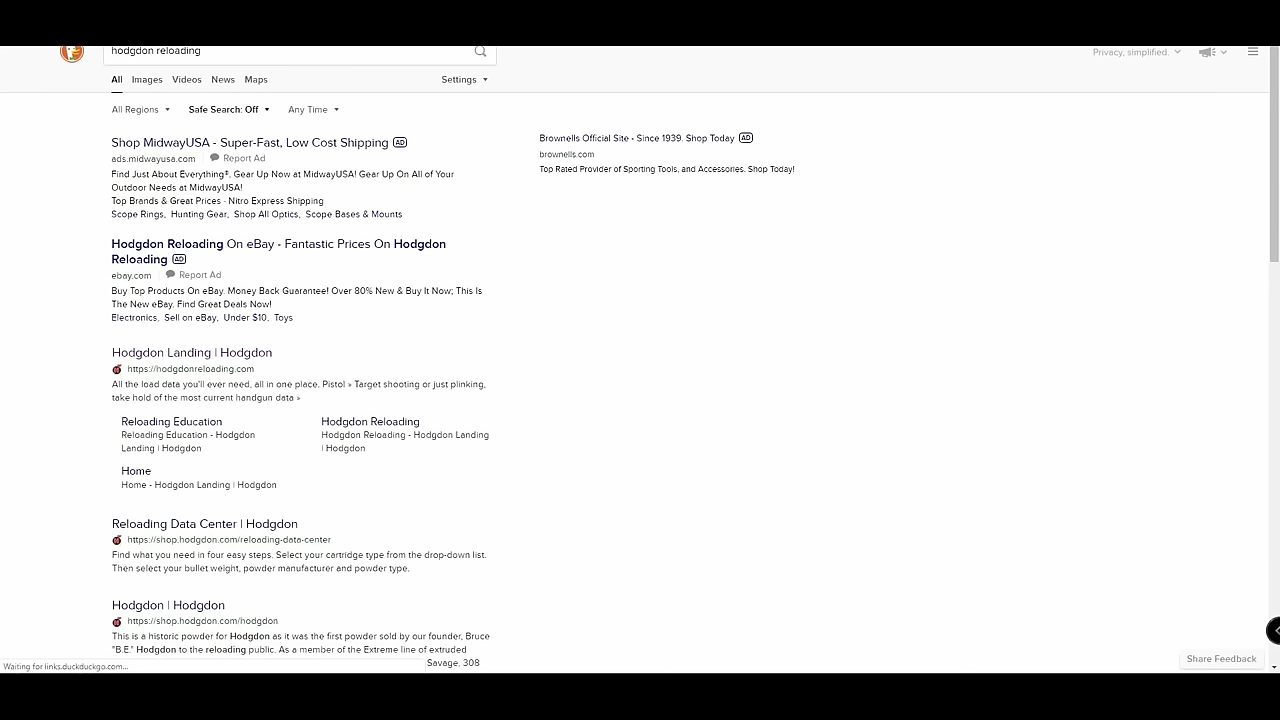 hodgdon reloading
Privacy, simplified.
All Images Videos News Maps Settings
All Regions Safe Search: Off Any Time
Shop MidwayUSA - Super-Fast, Low Cost Shipping AD
ads.midwayusa.com Report Ad
Find Just About Everything®. Gear Up Now at MidwayUSA! Gear Up On All of Your
Outdoor Needs at MidwayUSA!
Top Brands & Great Prices · Nitro Express Shipping
Scope Rings, Hunting Gear, Shop All Optics, Scope Bases & Mounts
Hodgdon Reloading On eBay - Fantastic Prices On Hodgdon
Reloading AD
ebay.com Report Ad
Buy Top Products On eBay. Money Back Guarantee! Over 80% New & Buy It Now; This Is
The New eBay. Find Great Deals Now!
Electronics, Sell on eBay, Under $10, Toys
Hodgdon Landing | Hodgdon
https://hodgdonreloading.com
All the load data you'll ever need, all in one place. Pistol » Target shooting or just plinking,
take hold of the most current handgun data »
Reloading Education
Reloading Education - Hodgdon
Landing | Hodgdon
Hodgdon Reloading
Hodgdon Reloading - Hodgdon Landing
| Hodgdon
Home
Home - Hodgdon Landing | Hodgdon
Reloading Data Center | Hodgdon
https://shop.hodgdon.com/reloading-data-center
Find what you need in four easy steps. Select your cartridge type from the drop-down list.
Then select your bullet weight, powder manufacturer and powder type.
Hodgdon | Hodgdon
https://shop.hodgdon.com/hodgdon
This is a historic powder for Hodgdon as it was the first powder sold by our founder, Bruce
"B.E." Hodgdon to the reloading public. As a member of the Extreme line of extruded
Savage, 308
Waiting for links.duckduckgo.com...
Brownells Official Site - Since 1939. Shop Today AD
brownells.com
Top Rated Provider of Sporting Tools, and Accessories. Shop Today!
Share Feedback